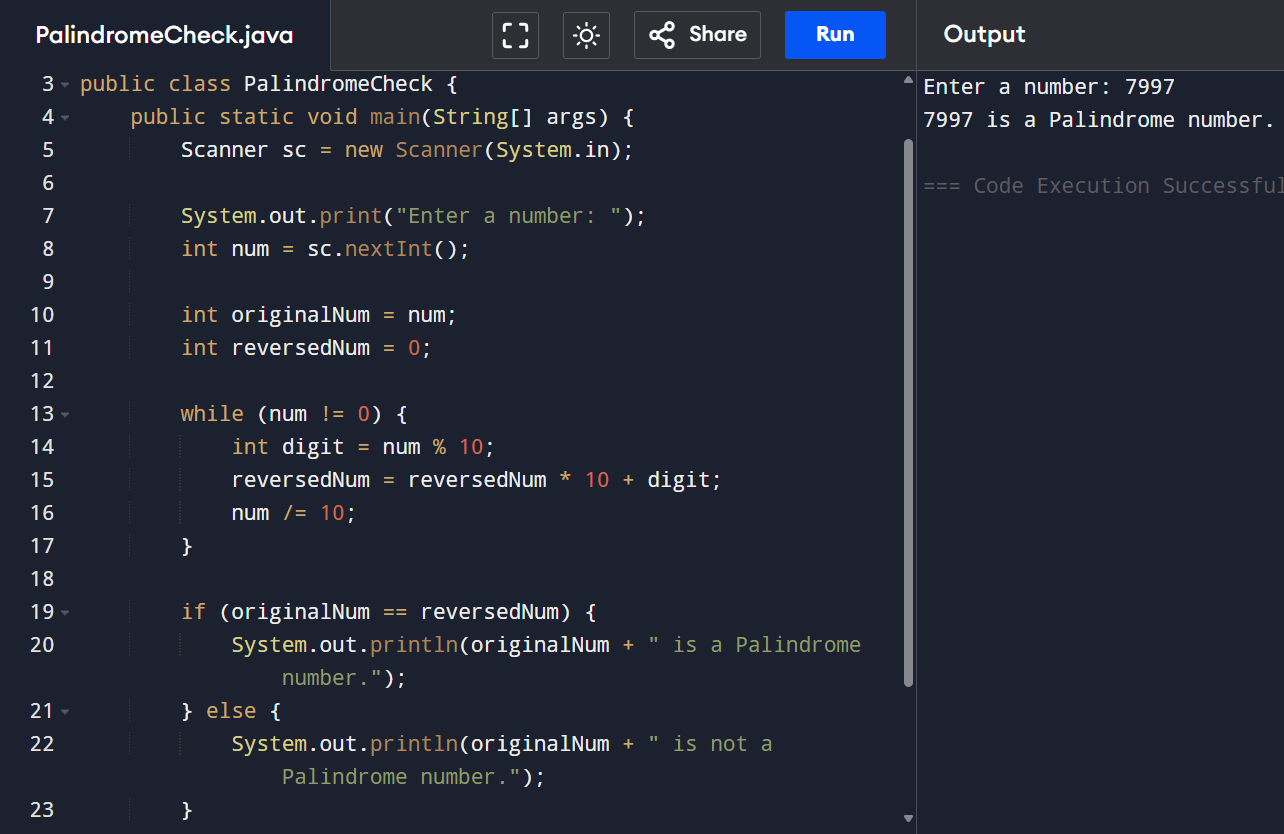 PalindromeCheck.java
Share
Run
Output
3 public class PalindromeCheck {
4     public static void main(String[] args) {
5         Scanner sc = new Scanner(System.in);
6
7         System.out.print("Enter a number: ");
8         int num = sc.nextInt();
9
10         int originalNum = num;
11         int reversedNum = 0;
12
13         while (num != 0) {
14             int digit = num % 10;
15             reversedNum = reversedNum * 10 + digit;
16             num /= 10;
17         }
18
19         if (originalNum == reversedNum) {
20             System.out.println(originalNum + " is a Palindrome
                number.");
21         } else {
22             System.out.println(originalNum + " is not a
                Palindrome number.");
23         }
Enter a number: 7997
7997 is a Palindrome number.
=== Code Execution Successful